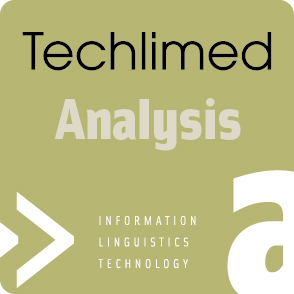 Techlimed
Analysis
INFORMATION
LINGUISTICS
TECHNOLOGY
a